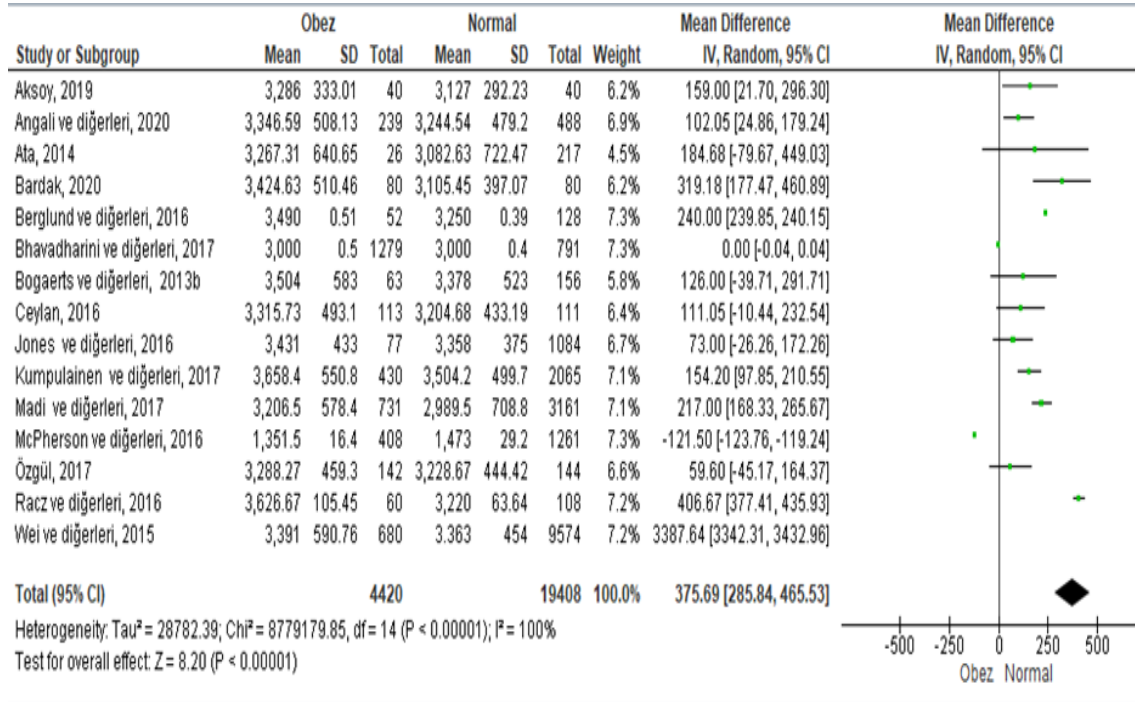 Obez Normal Mean Difference Mean Difference
Study or Subgroup Mean SD Total Mean SD Total Weight IV, Random, 95% CI IV, Random, 95% CI
Aksoy, 2019 3,286 333.01 40 3,127 292.23 40 6.2% 159.00 [21.70, 296.30]
Angali ve diğerleri, 2020 3,346.59 508.13 239 3,244.54 479.2 488 6.9% 102.05 [24.86, 179.24]
Ata, 2014 3,267.31 640.65 26 3,082.63 722.47 217 4.5% 184.68 [-79.67, 449.03]
Bardak, 2020 3,424.63 510.46 80 3,105.45 397.07 80 6.2% 319.18 [177.47, 460.89]
Berglund ve diğerleri, 2016 3,490 0.51 52 3,250 0.39 128 7.3% 240.00 [239.85, 240.15]
Bhavadharini ve diğerleri, 2017 3,000 0.5 1279 3,000 0.4 791 7.3% 0.00 [-0.04, 0.04]
Bogaerts ve diğerleri, 2013b 3,504 583 63 3,378 523 156 5.8% 126.00 [-39.71, 291.71]
Ceylan, 2016 3,315.73 493.1 113 3,204.68 433.19 111 6.4% 111.05 [-10.44, 232.54]
Jones ve diğerleri, 2016 3,431 433 77 3,358 375 1084 6.7% 73.00 [-26.26, 172.26]
Kumpulainen ve diğerleri, 2017 3,658.4 550.8 430 3,504.2 499.7 2065 7.1% 154.20 [97.85, 210.55]
Madi ve diğerleri, 2017 3,206.5 578.4 731 2,989.5 708.8 3161 7.1% 217.00 [168.33, 265.67]
McPherson ve diğerleri, 2016 1,351.5 16.4 408 1,473 29.2 1261 7.3% -121.50 [-123.76, -119.24]
Özgül, 2017 3,288.27 459.3 142 3,228.67 444.42 144 6.6% 59.60 [-45.17, 164.37]
Racz ve diğerleri, 2016 3,626.67 105.45 60 3,220 63.64 108 7.2% 406.67 [377.41, 435.93]
Wei ve diğerleri, 2015 3,391 590.76 680 3.363 454 9574 7.2% 3387.64 [3342.31, 3432.96]
Total (95% CI) 4420 19408 100.0% 375.69 [285.84, 465.53]
Heterogeneity: Tau² = 28782.39; Chi² = 8779179.85, df = 14 (P < 0.00001); I² = 100%
Test for overall effect: Z = 8.20 (P < 0.00001)
-500 -250 0 250 500
Obez Normal